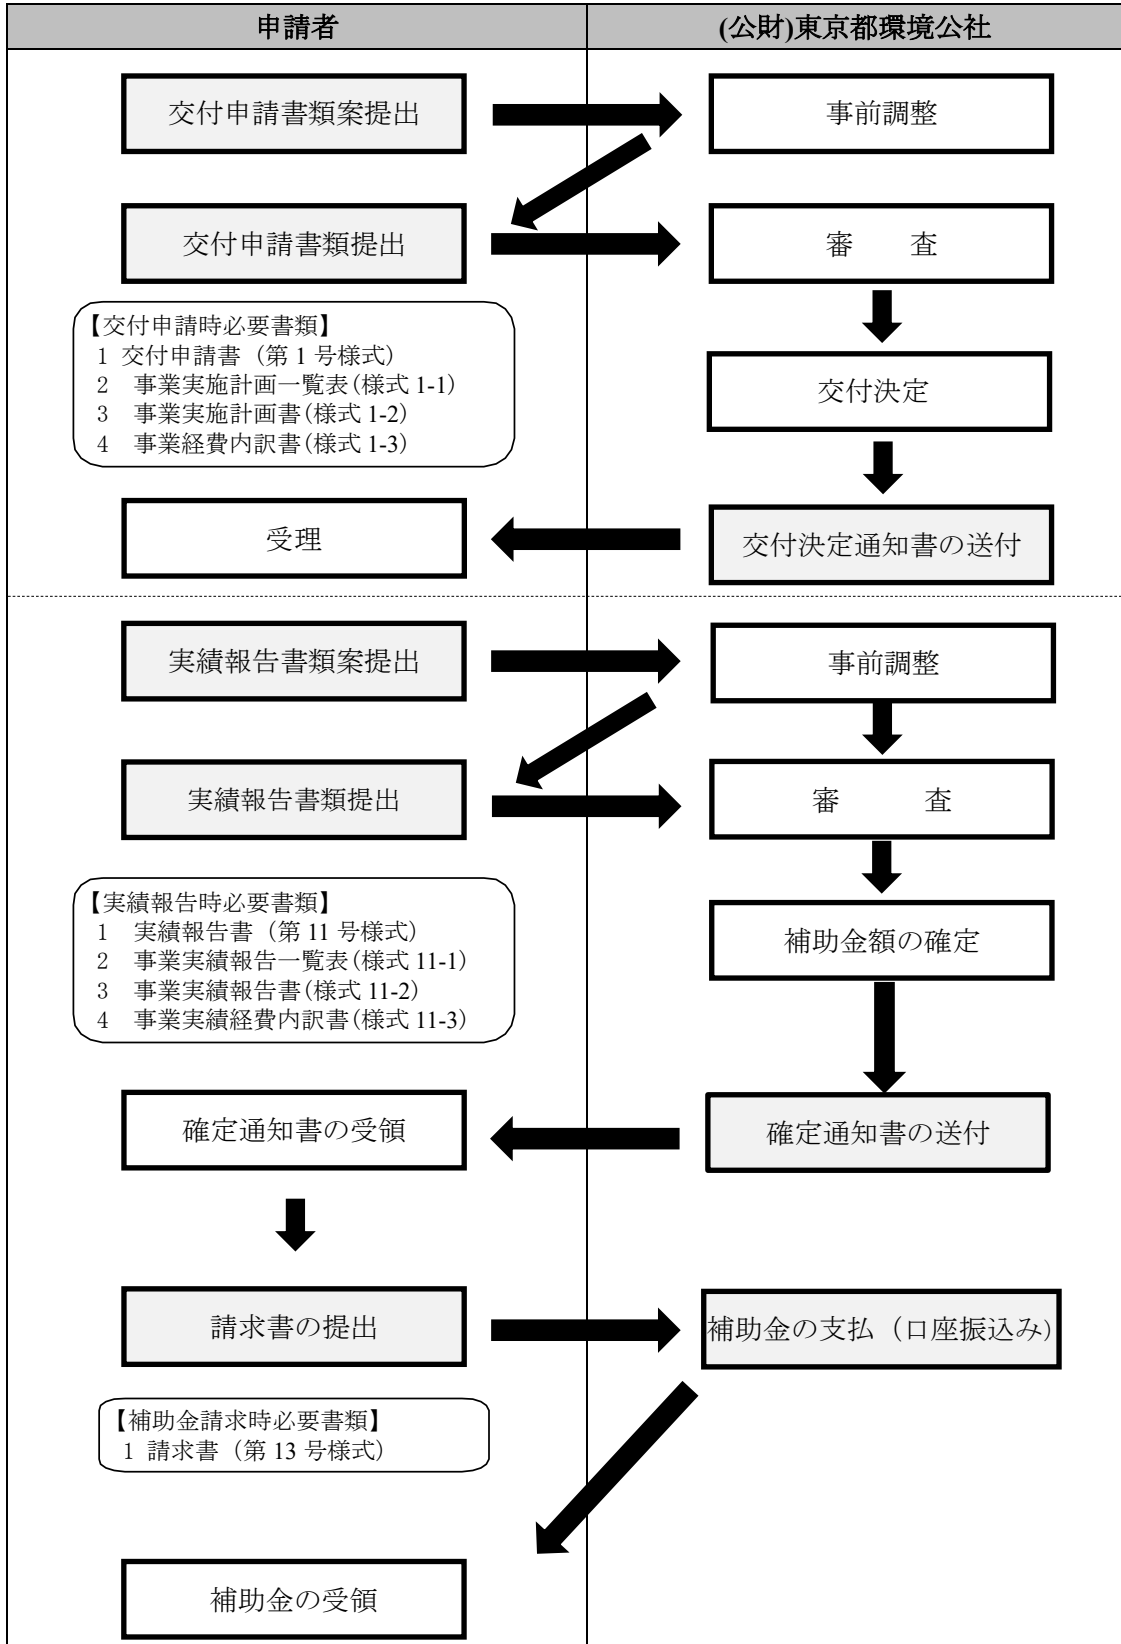 申請者
(公財)東京都環境公社
交付申請書類案提出
事前調整
交付申請書類提出
審　　査
【交付申請時必要書類】
1 交付申請書（第 1 号様式）
2　事業実施計画一覧表(様式 1-1)
3　事業実施計画書(様式 1-2)
4　事業経費内訳書(様式 1-3)
交付決定
受理
交付決定通知書の送付
実績報告書類案提出
事前調整
実績報告書類提出
審　　　査
【実績報告時必要書類】
1　実績報告書（第 11 号様式）
2　事業実績報告一覧表(様式 11-1)
3　事業実績報告書(様式 11-2)
4　事業実績経費内訳書(様式 11-3)
補助金額の確定
確定通知書の受領
確定通知書の送付
請求書の提出
補助金の支払（口座振込み）
【補助金請求時必要書類】
1 請求書（第 13 号様式）
補助金の受領